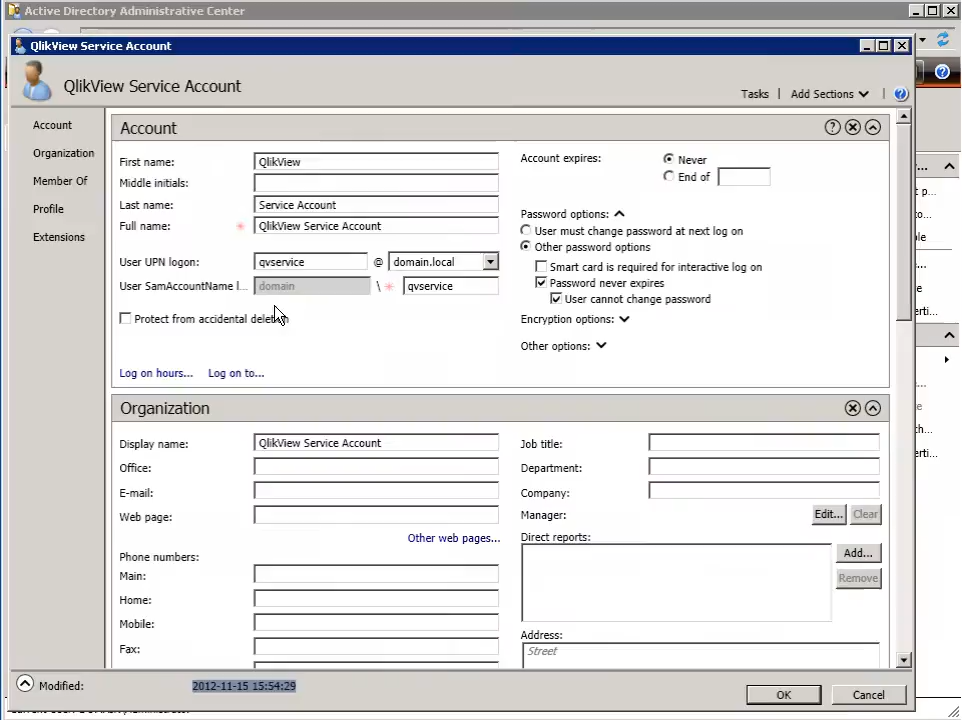 Active Directory Administrative Center
QlikView Service Account
QlikView Service Account
Tasks | Add Sections |
Account
Organization
Member Of
Profile
Extensions
Account
First name: QlikView
Middle initials:
Last name: Service Account
Full name: * QlikView Service Account
User UPN logon: qvservice @ domain.local
User SamAccountName l... domain \ * qvservice
Protect from accidental deletion
Log on hours... Log on to...
Account expires: Never
End of
Password options:
User must change password at next log on
Other password options
Smart card is required for interactive log on
Password never expires
User cannot change password
Encryption options:
Other options:
Organization
Display name: QlikView Service Account
Office:
E-mail:
Web page:
Other web pages...
Phone numbers:
Main:
Home:
Mobile:
Fax:
Job title:
Department:
Company:
Manager: Edit... Clear
Direct reports:
Add...
Remove
Address:
Street
Modified: 2012-11-15 15:54:29
OK Cancel